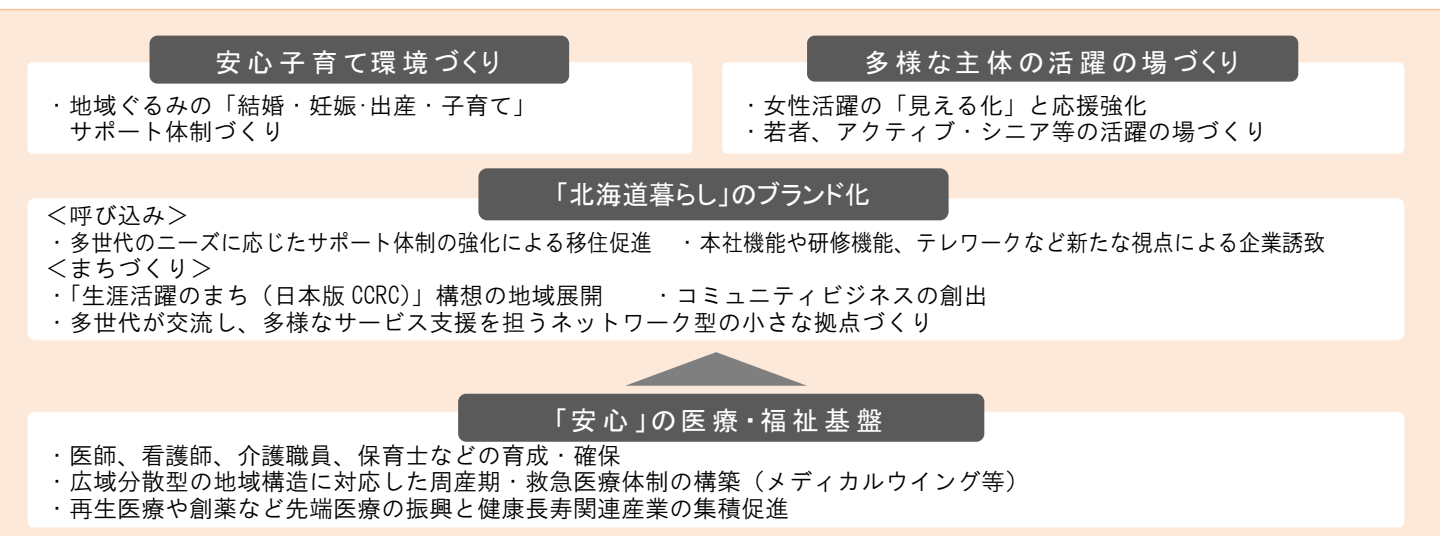 安心子育て環境づくり
・地域ぐるみの「結婚・妊娠・出産・子育て」
サポート体制づくり
多様な主体の活躍の場づくり
・女性活躍の「見える化」と応援強化
・若者、アクティブ・シニア等の活躍の場づくり
「北海道暮らし」のブランド化
＜呼び込み＞
・多世代のニーズに応じたサポート体制の強化による移住促進　・本社機能や研修機能、テレワークなど新たな視点による企業誘致
＜まちづくり＞
・「生涯活躍のまち（日本版CCRC）」構想の地域展開　　・コミュニティビジネスの創出
・多世代が交流し、多様なサービス支援を担うネットワーク型の小さな拠点づくり
「安心」の医療・福祉基盤
・医師、看護師、介護職員、保育士などの育成・確保
・広域分散型の地域構造に対応した周産期・救急医療体制の構築（メディカルウイング等）
・再生医療や創薬など先端医療の振興と健康長寿関連産業の集積促進